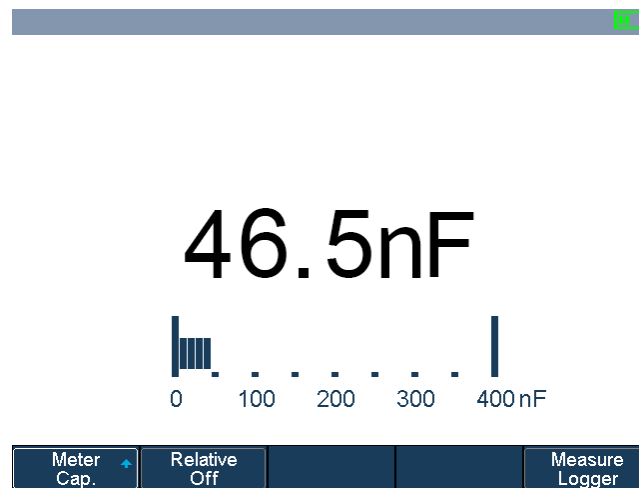 46.5nF
0 100 200 300 400 nF
Meter Relative Measure
Cap. Off Logger